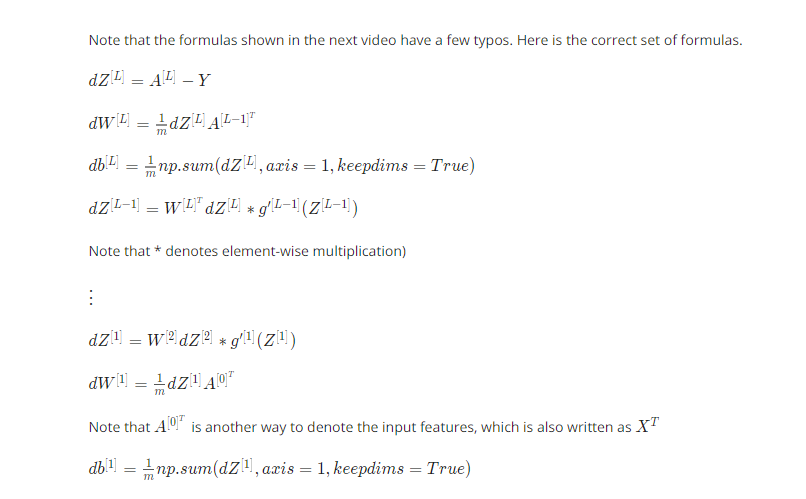 Note that the formulas shown in the next video have a few typos. Here is the correct set of formulas.
$dZ^{[L]} = A^{[L]} - Y$
$dW^{[L]} = \frac{1}{m} dZ^{[L]} A^{[L-1]^T}$
$db^{[L]} = \frac{1}{m} np.sum(dZ^{[L]}, axis = 1, keepdims = True)$
$dZ^{[L-1]} = W^{[L]^T} dZ^{[L]} * g'^{[L-1]}(Z^{[L-1]})$
Note that * denotes element-wise multiplication)
⋮
$dZ^{[1]} = W^{[2]} dZ^{[2]} * g'^{[1]}(Z^{[1]})$
$dW^{[1]} = \frac{1}{m} dZ^{[1]} A^{[0]^T}$
Note that $A^{[0]^T}$ is another way to denote the input features, which is also written as $X^T$
$db^{[1]} = \frac{1}{m} np.sum(dZ^{[1]}, axis = 1, keepdims = True)$